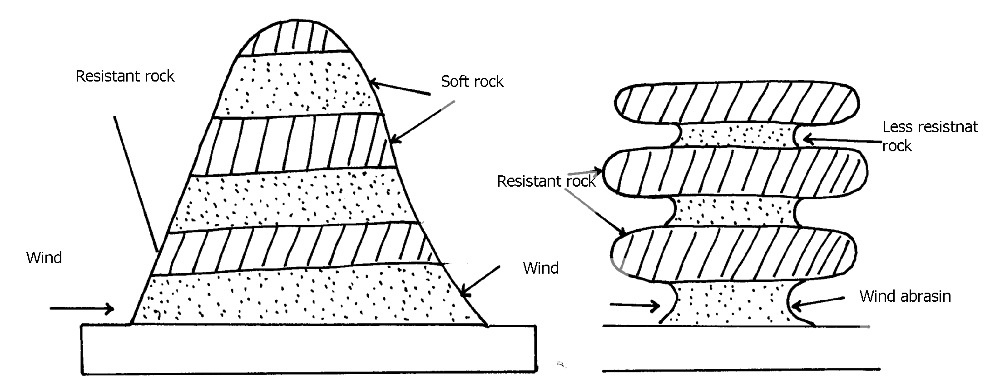 Resistant rock
Soft rock
Wind
Wind
Less resistnat
rock
Resistant rock
Wind abrasin